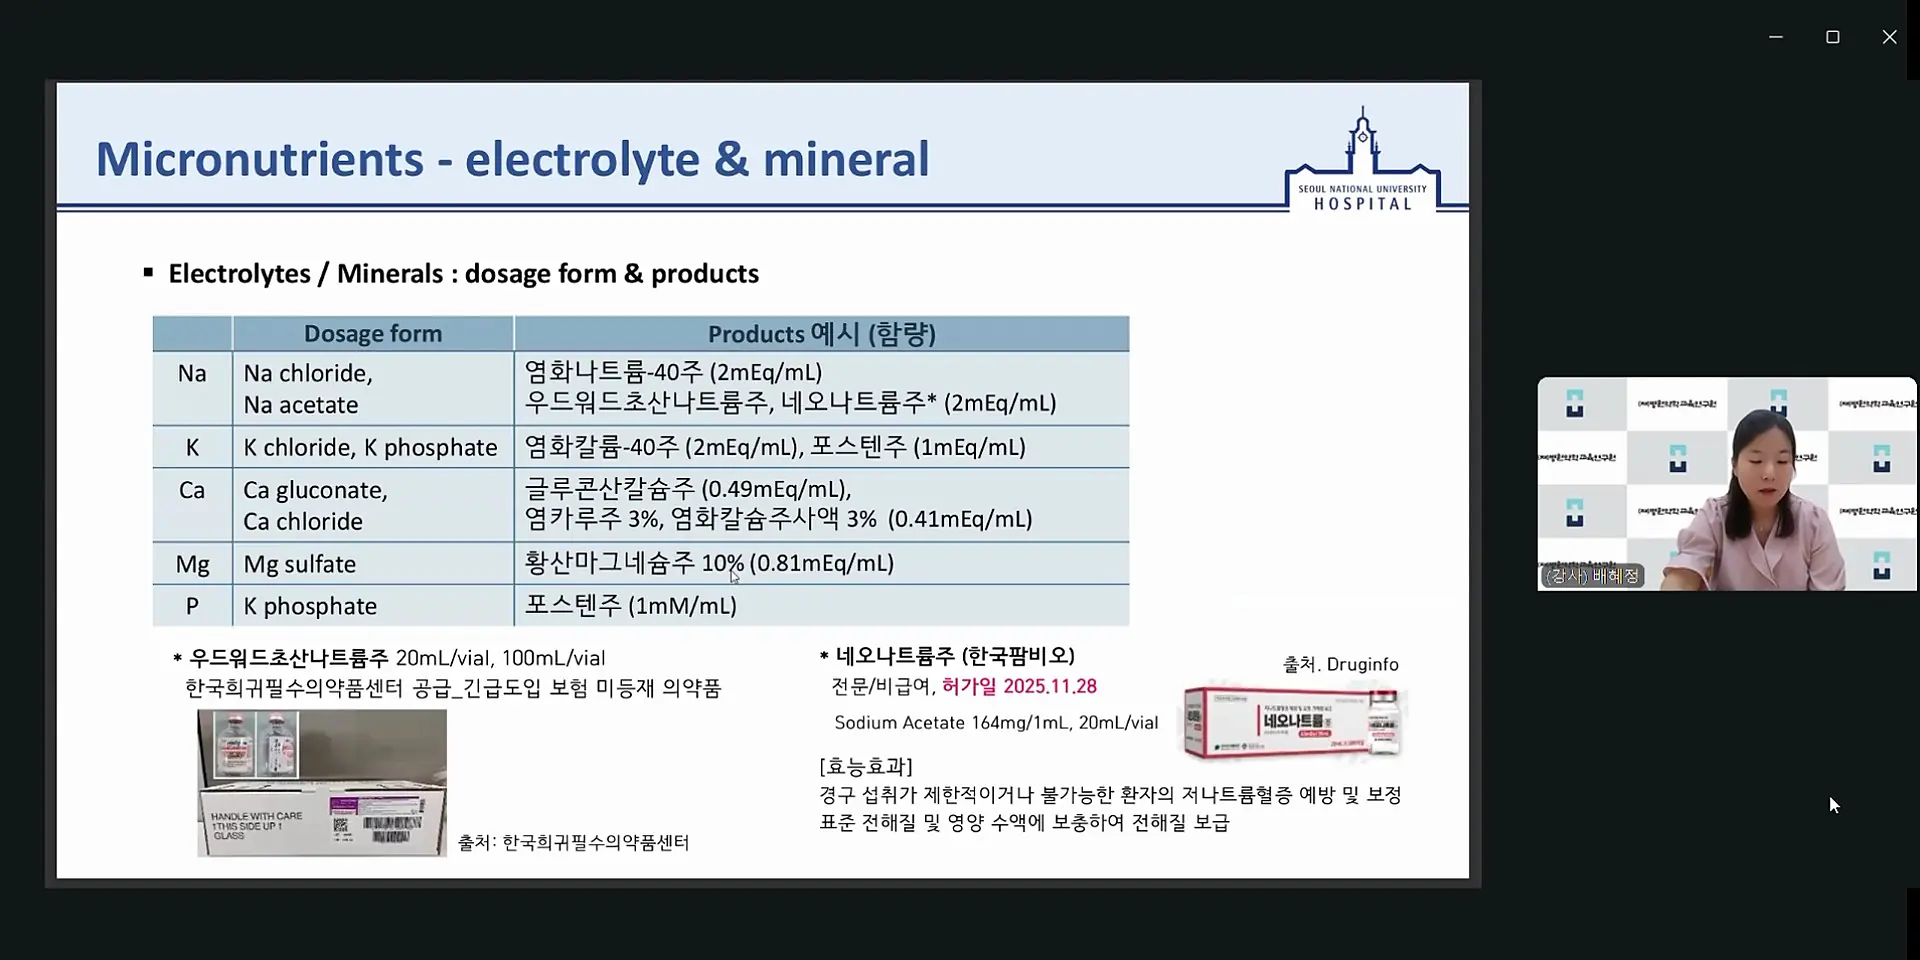 Micronutrients - electrolyte & mineral
SEOUL NATIONAL UNIVERSITY
HOSPITAL
▪ Electrolytes / Minerals : dosage form & products
Dosage form
Products 예시 (함량)
Na
Na chloride,
Na acetate
염화나트륨-40주 (2mEq/mL)
우드워드초산나트륨주, 네오나트륨주* (2mEq/mL)
K
K chloride, K phosphate
염화칼륨-40주 (2mEq/mL), 포스텐주 (1mEq/mL)
Ca
Ca gluconate,
Ca chloride
글루콘산칼슘주 (0.49mEq/mL),
염카루주 3%, 염화칼슘주사액 3% (0.41mEq/mL)
Mg
Mg sulfate
황산마그네슘주 10% (0.81mEq/mL)
P
K phosphate
포스텐주 (1mM/mL)
* 우드워드초산나트륨주 20mL/vial, 100mL/vial
한국희귀필수의약품센터 공급_긴급도입 보험 미등재 의약품
HANDLE WITH CARE
GLASS
출처: 한국희귀필수의약품센터
* 네오나트륨주 (한국팜비오)
전문/비급여, 허가일 2025.11.28
Sodium Acetate 164mg/1mL, 20mL/vial
출처. Druginfo
네오나트륨주
[효능효과]
경구 섭취가 제한적이거나 불가능한 환자의 저나트륨혈증 예방 및 보정
표준 전해질 및 영양 수액에 보충하여 전해질 보급
(재)병원약학교육연구원
(강사) 배혜정